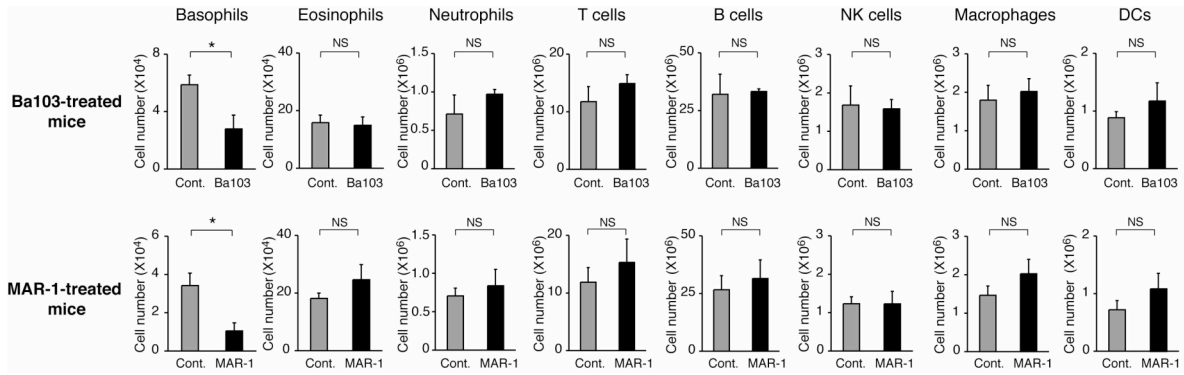 Basophils Eosinophils Neutrophils T cells B cells NK cells Macrophages DCs
Ba103-treated
mice
Cell number (X10⁴)
8
4
0
*
Cont. Ba103
Cell number (X10⁴)
40
20
0
NS
Cont. Ba103
Cell number (X10⁶)
1.0
0.5
0
NS
Cont. Ba103
Cell number (X10⁶)
20
10
0
NS
Cont. Ba103
Cell number (X10⁶)
50
25
0
NS
Cont. Ba103
Cell number (X10⁶)
3
2
1
0
NS
Cont. Ba103
Cell number (X10⁶)
3
2
1
0
NS
Cont. Ba103
Cell number (X10⁶)
2
1
0
NS
Cont. Ba103
MAR-1-treated
mice
Cell number (X10⁴)
6
4
2
0
*
Cont. MAR-1
Cell number (X10⁴)
40
20
0
NS
Cont. MAR-1
Cell number (X10⁶)
1.0
0.5
0
NS
Cont. MAR-1
Cell number (X10⁶)
20
10
0
NS
Cont. MAR-1
Cell number (X10⁶)
50
25
0
NS
Cont. MAR-1
Cell number (X10⁶)
3
2
1
0
NS
Cont. MAR-1
Cell number (X10⁶)
3
2
1
0
NS
Cont. MAR-1
Cell number (X10⁶)
2
1
0
NS
Cont. MAR-1